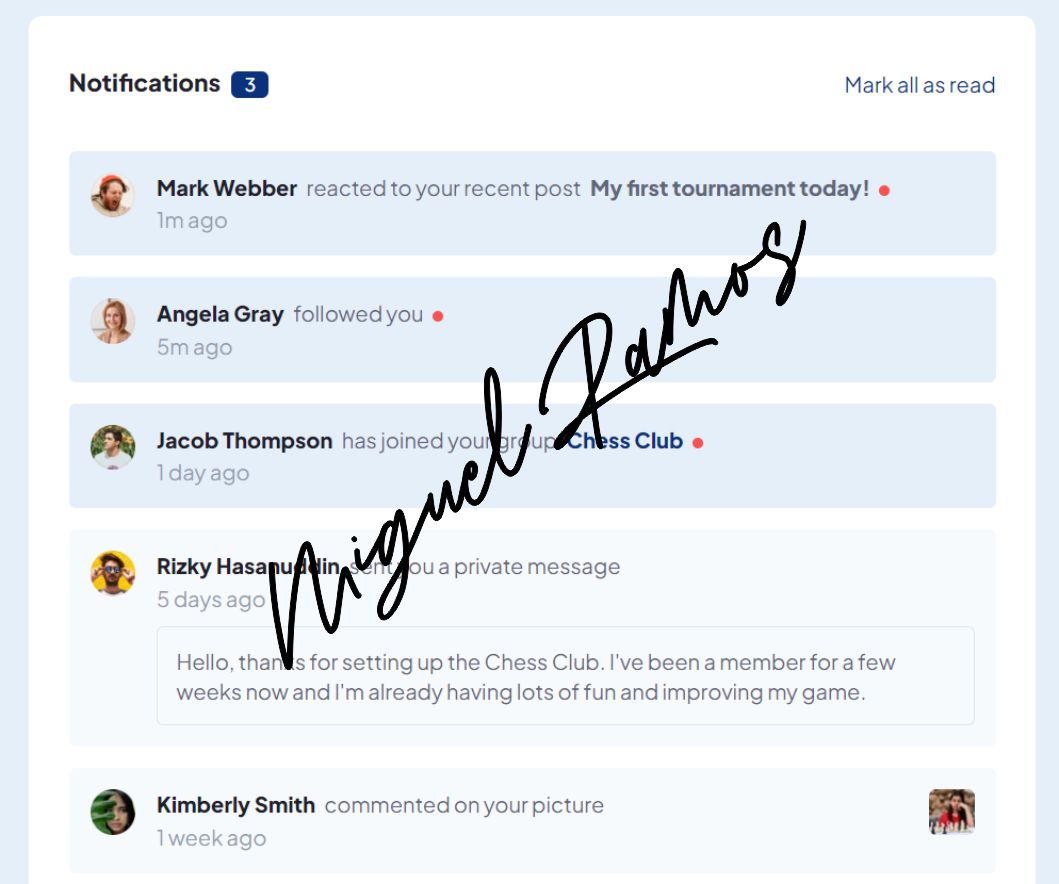 Notifications 3
Mark all as read
Mark Webber reacted to your recent post My first tournament today!
1m ago
Angela Gray followed you
5m ago
Jacob Thompson has joined your group Chess Club
1 day ago
Rizky Hasanuddin sent you a private message
5 days ago
Hello, thanks for setting up the Chess Club. I've been a member for a few
weeks now and I'm already having lots of fun and improving my game.
Kimberly Smith commented on your picture
1 week ago
Miguel Ramos